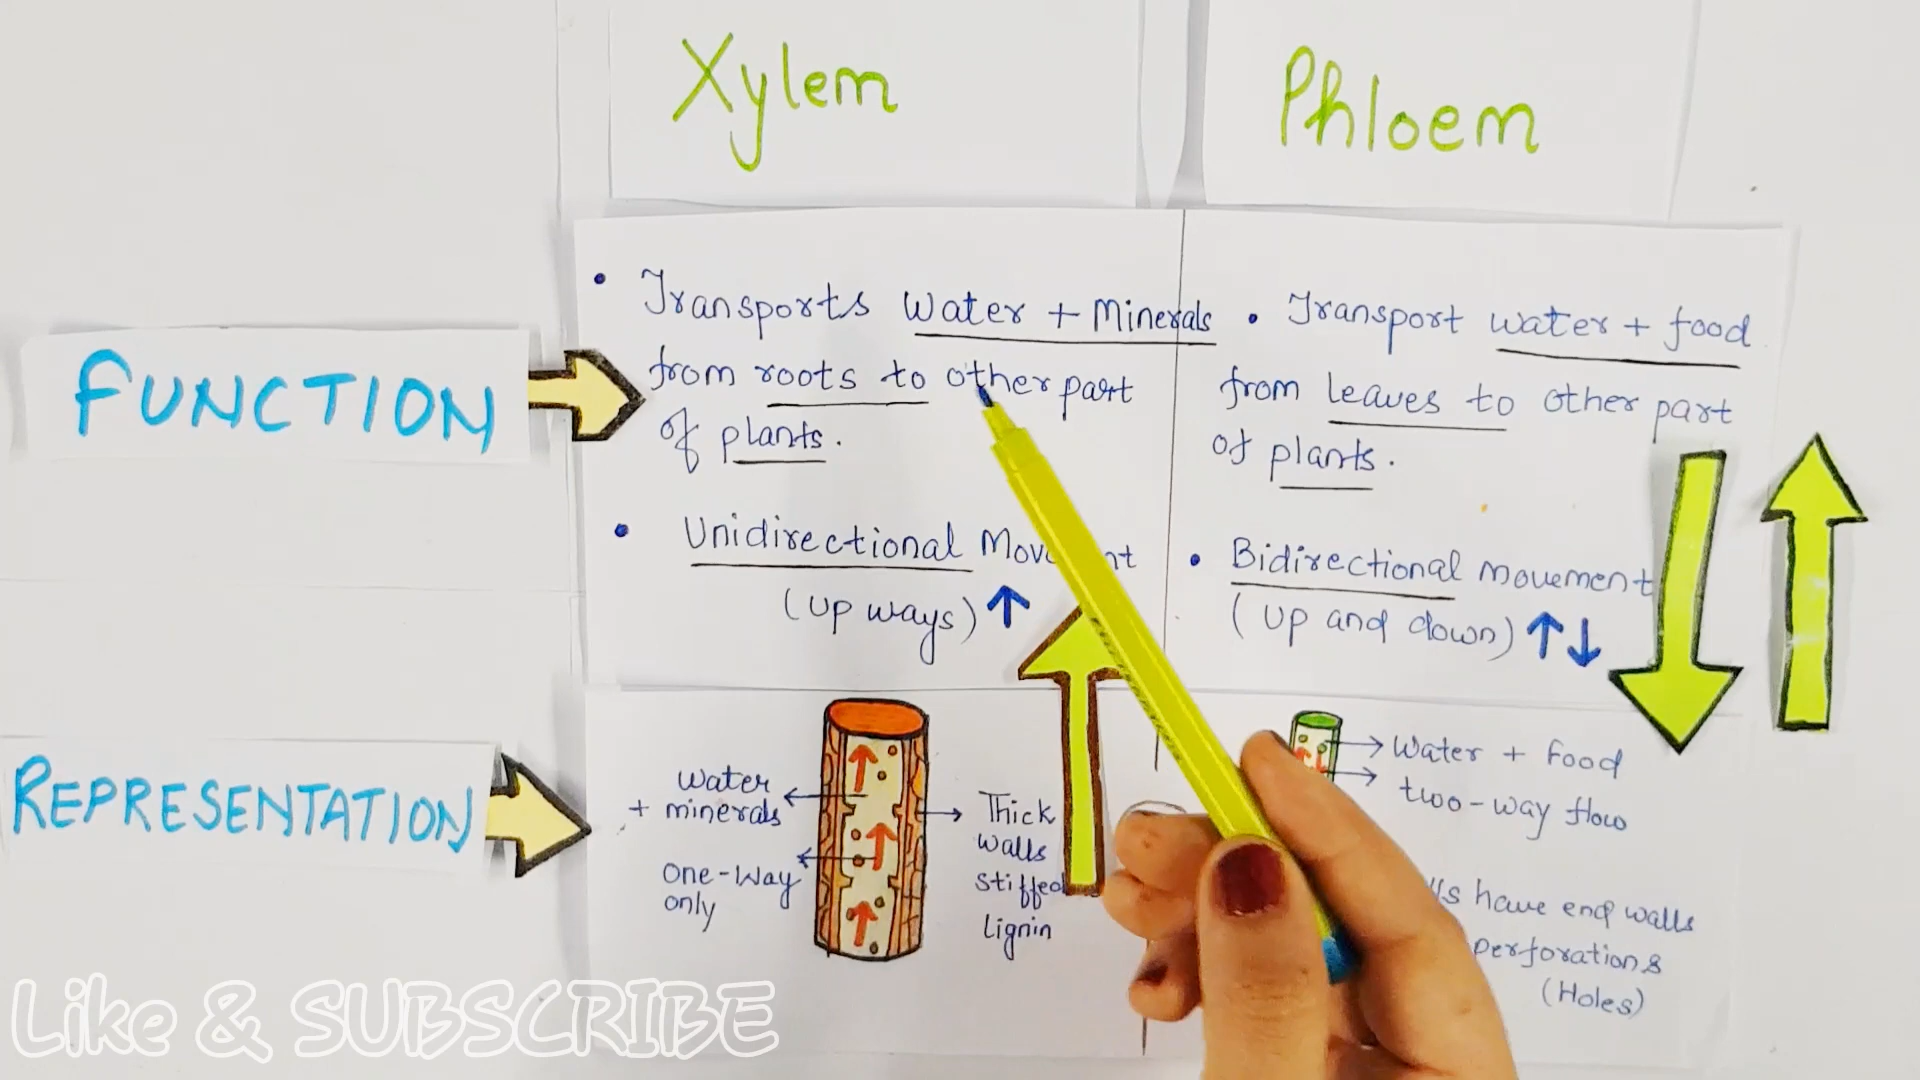 Xylem
Phloem
FUNCTION
• Transports water + Minerals
from roots to other part
of plants.
• Unidirectional
(up ways) ↑
• Transport water + food
from leaves to other part
of plants.
• Bidirectional movement
(up and down) ↑↓
REPRESENTATION
water
+ minerals
one-way
only
Thick
walls
Lignin
water + food
two-way flow
have end walls
perforations
(Holes)
Like & SUBSCRIBE